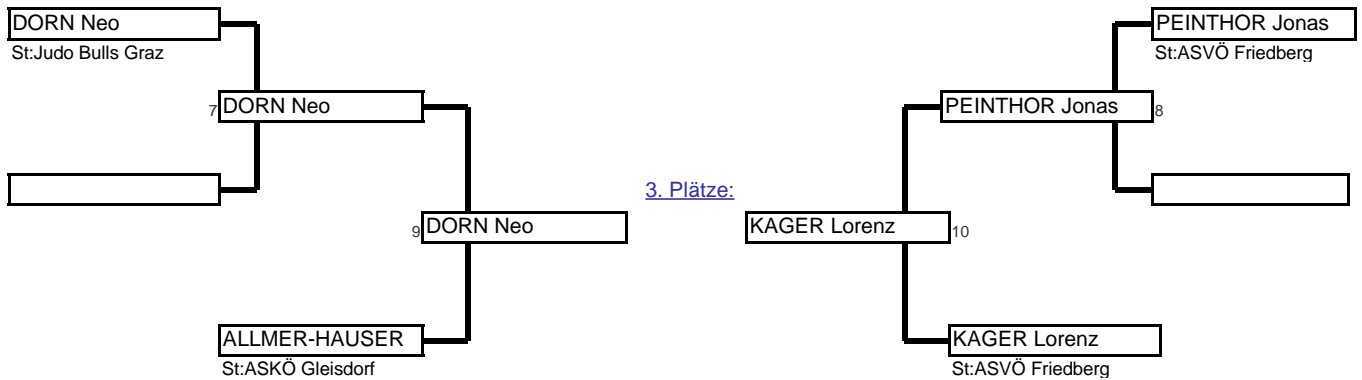 DORN Neo
St:Judo Bulls Graz
PEINTHOR Jonas
St:ASVÖ Friedberg
7 DORN Neo
PEINTHOR Jonas 8
3. Plätze:
9 DORN Neo
KAGER Lorenz 10
ALLMER-HAUSER
St:ASKÖ Gleisdorf
KAGER Lorenz
St:ASVÖ Friedberg